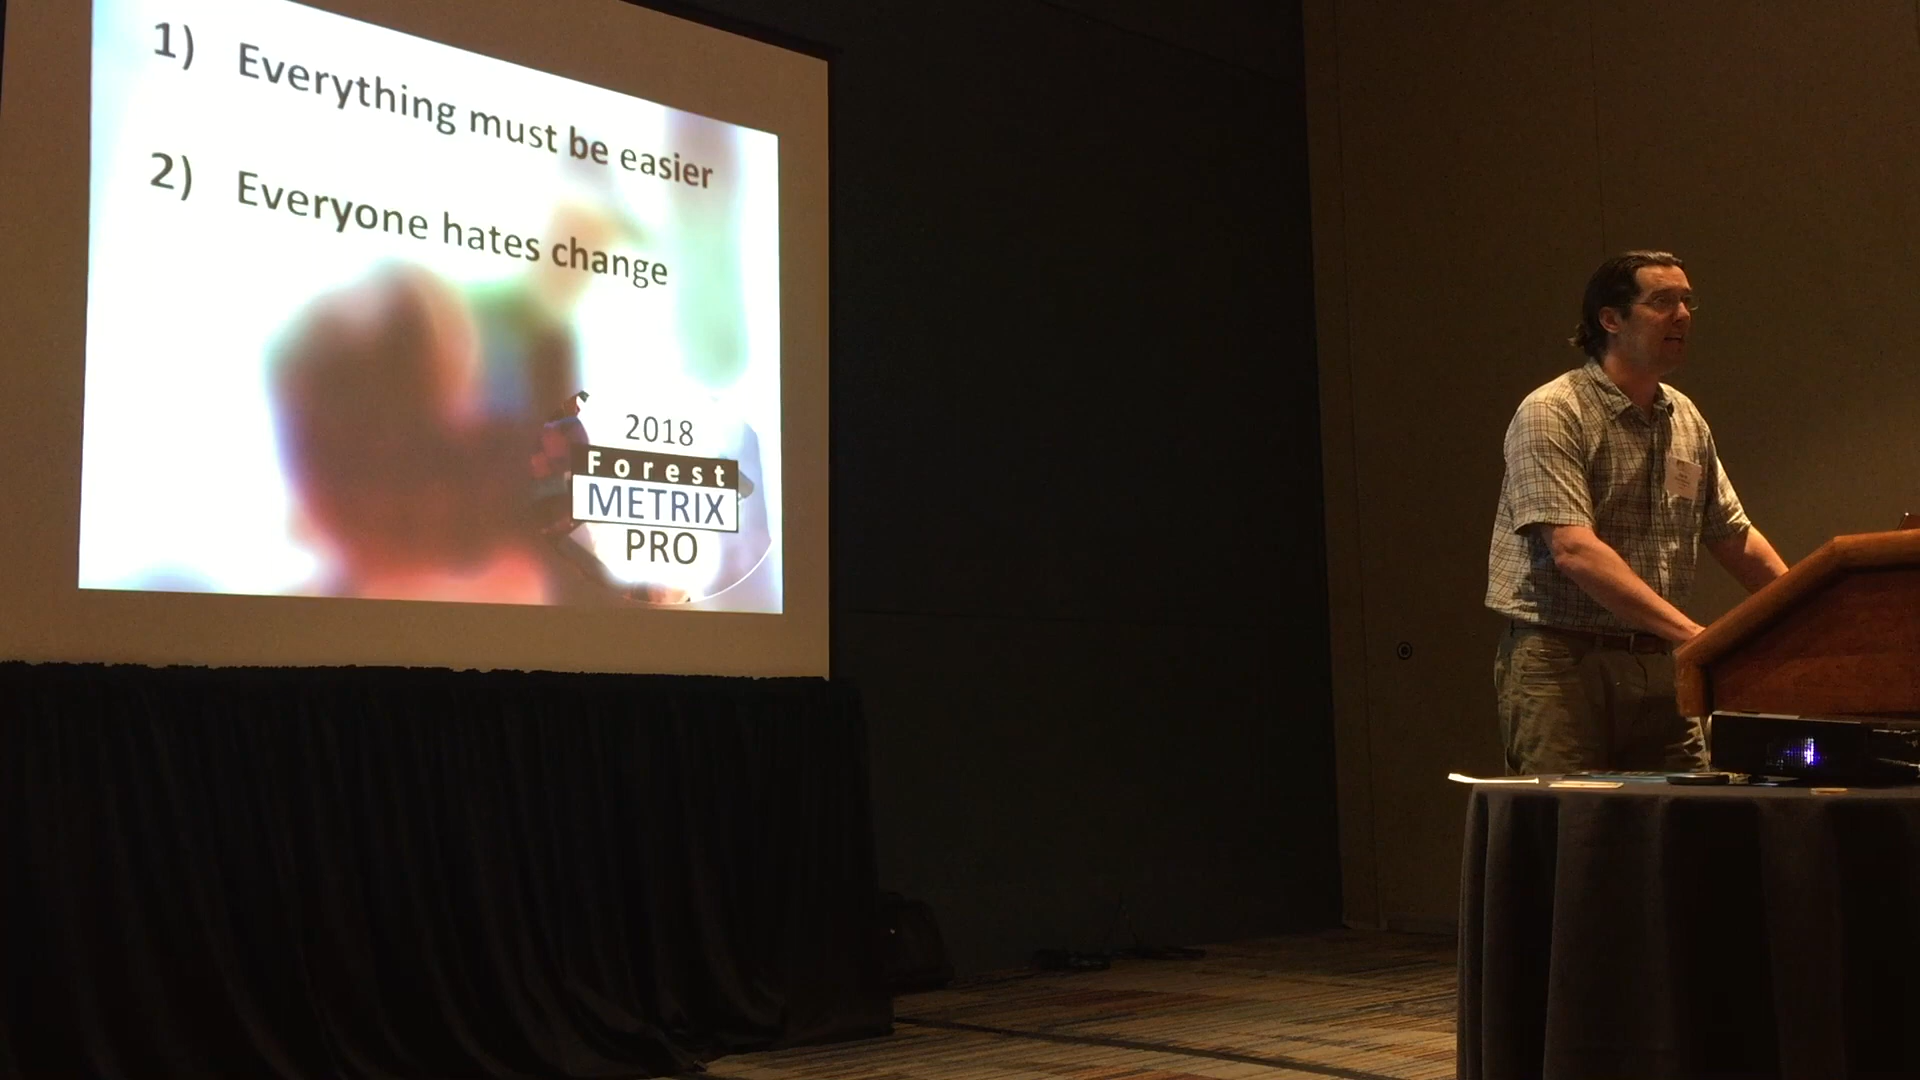 1) Everything must be easier
2) Everyone hates change
2018
Forest
METRIX
PRO